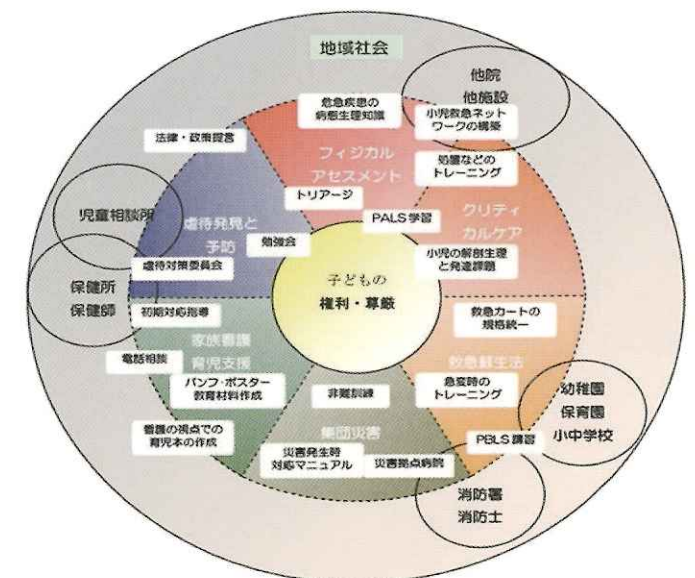 地域社会
他院
他施設
危急疾患の
病態生理知識
小児救急ネット
ワークの構築
法律・政策提言
フィジカル
アセスメント
処置などの
トレーニング
トリアージ
クリティ
カルケア
PALS学習
児童相談所
虐待発見と
予防
勉強会
小児の解剖生理
と発達課題
虐待対策委員会
子どもの
権利・尊厳
保健所
保健師
初期対応指導
救急カートの
規格統一
家族看護
育児支援
電話相談
救急蘇生法
パンフ・ポスター
教育材料作成
非難訓練
急変時の
トレーニング
幼稚園
保育園
小中学校
看護の視点での
育児本の作成
集団災害
災害発生時
対応マニュアル
災害拠点病院
PBLS講習
消防署
消防士